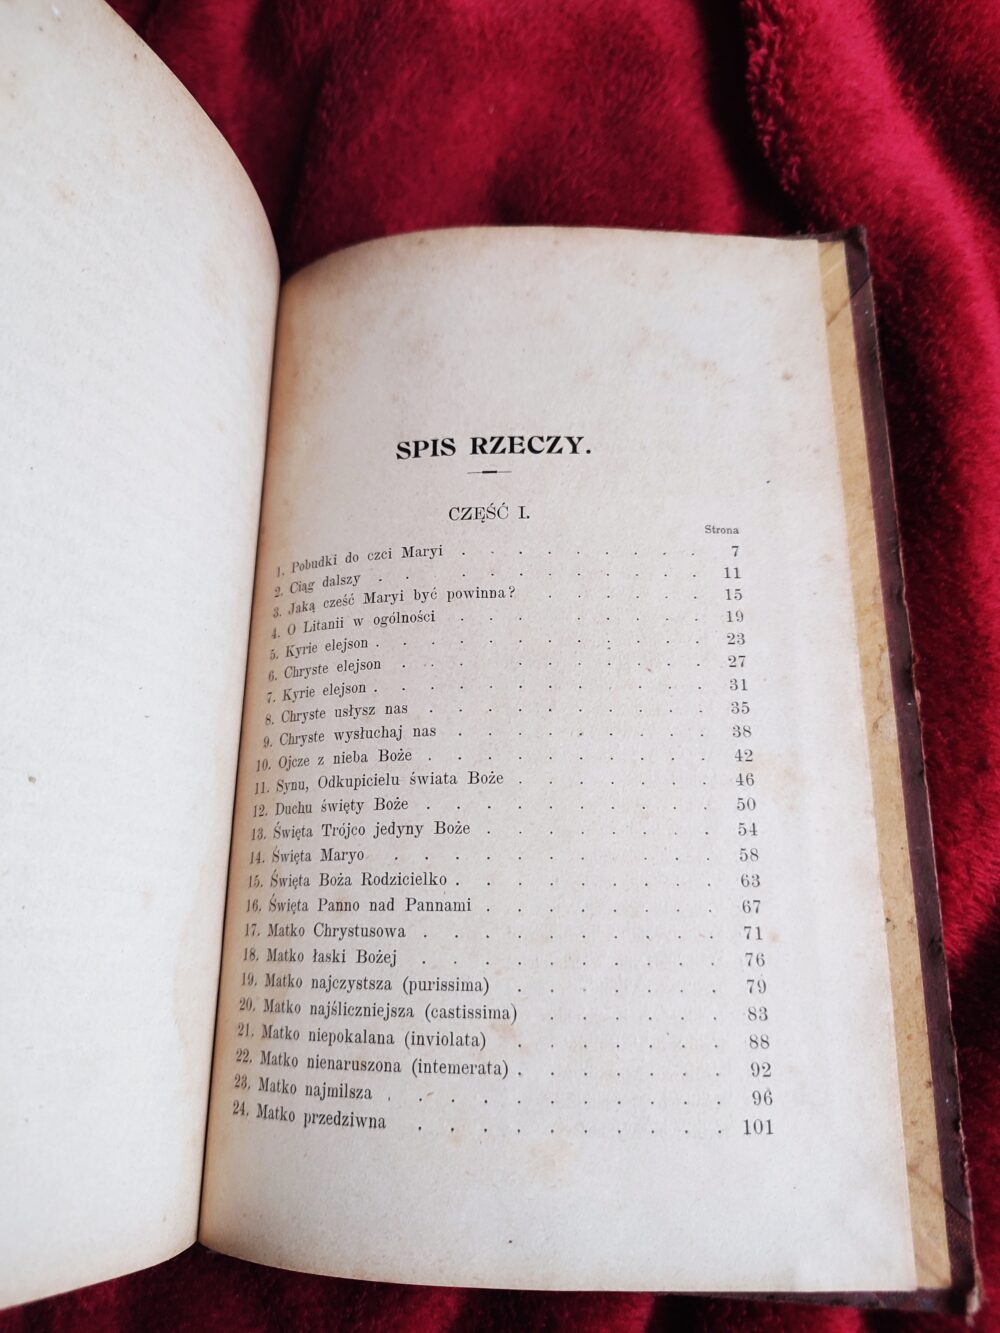 SPIS RZECZY.
CZĘŚĆ I.
Strona
1. Pobudki do czci Maryi . . . . . . . . . 7
2. Ciąg dalszy . . . . . . . . . . 11
3. Jaką cześć Maryi być powinna? . . . . . . 15
4. O Litanii w ogólności . . . . . . . . 19
5. Kyrie elejson . . . . . . . . . . 23
6. Chryste elejson . . . . . . . . . 27
7. Kyrie elejson . . . . . . . . . . 31
8. Chryste usłysz nas . . . . . . . . . 35
9. Chryste wysłuchaj nas . . . . . . . . 38
10. Ojcze z nieba Boże . . . . . . . . . 42
11. Synu, Odkupicielu świata Boże . . . . . . 46
12. Duchu święty Boże . . . . . . . . . 50
13. Święta Trójco jedyny Boże . . . . . . . 54
14. Święta Maryo . . . . . . . . . . 58
15. Święta Boża Rodzicielko . . . . . . . . 63
16. Święta Panno nad Pannami . . . . . . . 67
17. Matko Chrystusowa . . . . . . . . . 71
18. Matko łaski Bożej . . . . . . . . . 76
19. Matko najczystsza (purissima) . . . . . . 79
20. Matko najśliczniejsza (castissima) . . . . . 83
21. Matko niepokalana (inviolata) . . . . . . 88
22. Matko nienaruszona (intemerata) . . . . . . 92
23. Matko najmilsza . . . . . . . . . . 96
24. Matko przedziwna . . . . . . . . . 101